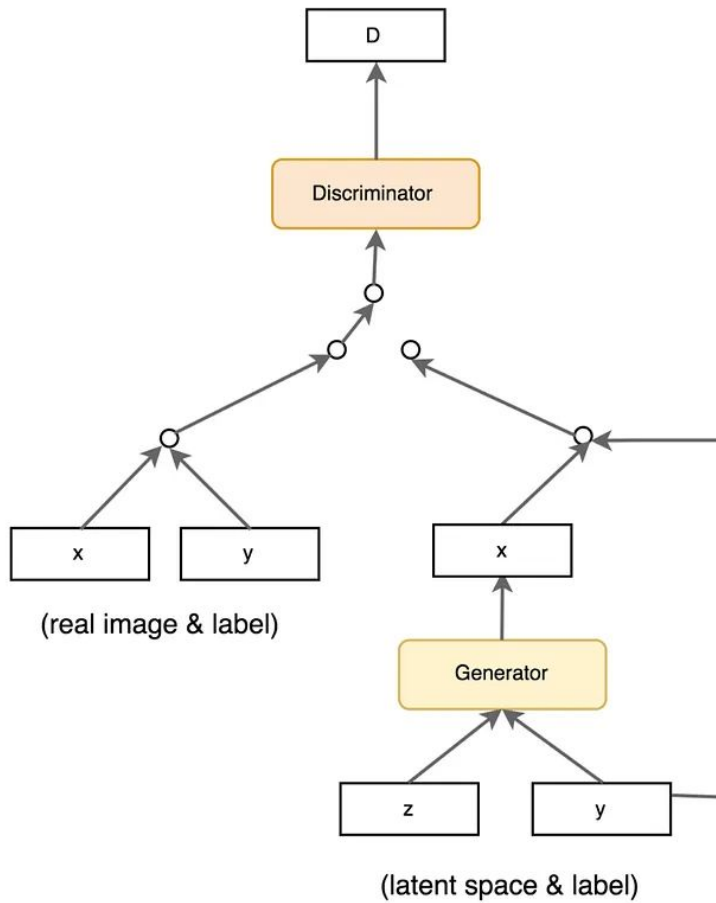 D
Discriminator
x
y
x
(real image & label)
Generator
z
y
(latent space & label)